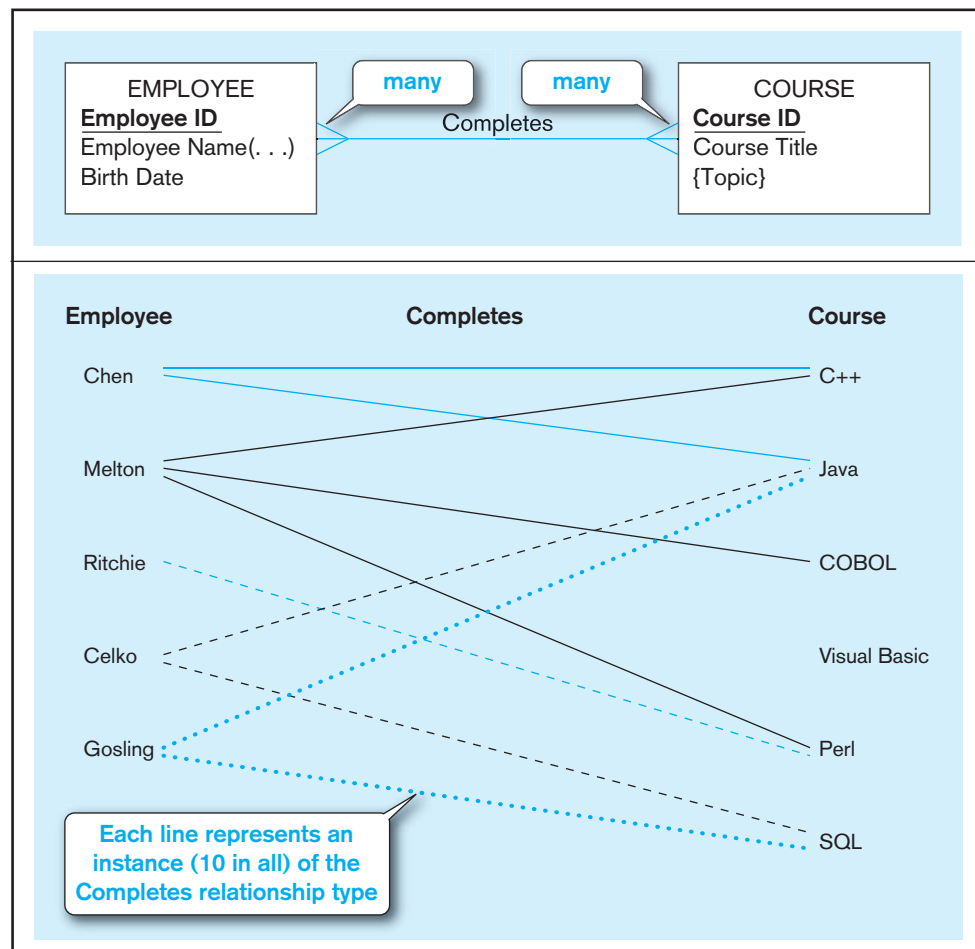 many
many
EMPLOYEE
Employee ID
Employee Name(. . .)
Birth Date
Completes
COURSE
Course ID
Course Title
{Topic}
Employee
Completes
Course
Chen
C++
Melton
Java
Ritchie
COBOL
Celko
Visual Basic
Gosling
Perl
SQL
Each line represents an
instance (10 in all) of the
Completes relationship type